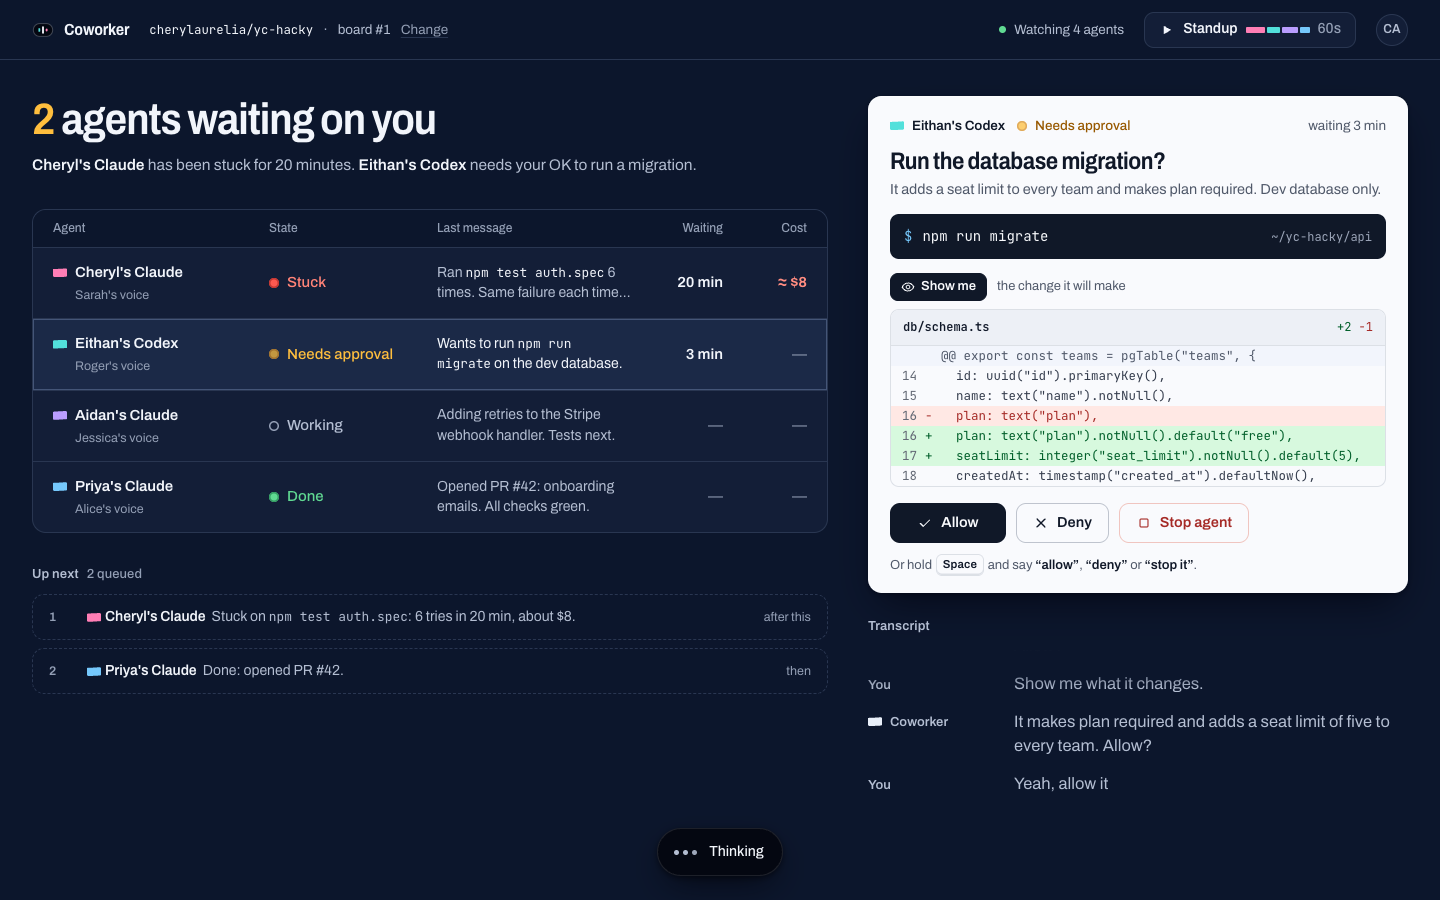 Coworker cherylaurelia/yc-hacky · board #1 Change
Watching 4 agents
Standup 60s
CA
2 agents waiting on you
Cheryl's Claude has been stuck for 20 minutes. Eithan's Codex needs your OK to run a migration.
Agent State Last message Waiting Cost
Cheryl's Claude
Sarah's voice
Stuck
Ran npm test auth.spec 6
times. Same failure each time…
20 min
≈ $8
Eithan's Codex
Roger's voice
Needs approval
Wants to run npm run
migrate on the dev database.
3 min
—
Aidan's Claude
Jessica's voice
Working
Adding retries to the Stripe
webhook handler. Tests next.
—
—
Priya's Claude
Alice's voice
Done
Opened PR #42: onboarding
emails. All checks green.
—
—
Up next 2 queued
1 Cheryl's Claude Stuck on npm test auth.spec: 6 tries in 20 min, about $8. after this
2 Priya's Claude Done: opened PR #42. then
Eithan's Codex Needs approval waiting 3 min
Run the database migration?
It adds a seat limit to every team and makes plan required. Dev database only.
$ npm run migrate ~/yc-hacky/api
Show me the change it will make
db/schema.ts +2 -1
@@ export const teams = pgTable("teams", {
14 id: uuid("id").primaryKey(),
15 name: text("name").notNull(),
16 - plan: text("plan"),
16 + plan: text("plan").notNull().default("free"),
17 + seatLimit: integer("seat_limit").notNull().default(5),
18 createdAt: timestamp("created_at").defaultNow(),
Allow
Deny
Stop agent
Or hold Space and say “allow”, “deny” or “stop it”.
Transcript
You Show me what it changes.
Coworker It makes plan required and adds a seat limit of five to
every team. Allow?
You Yeah, allow it
Thinking